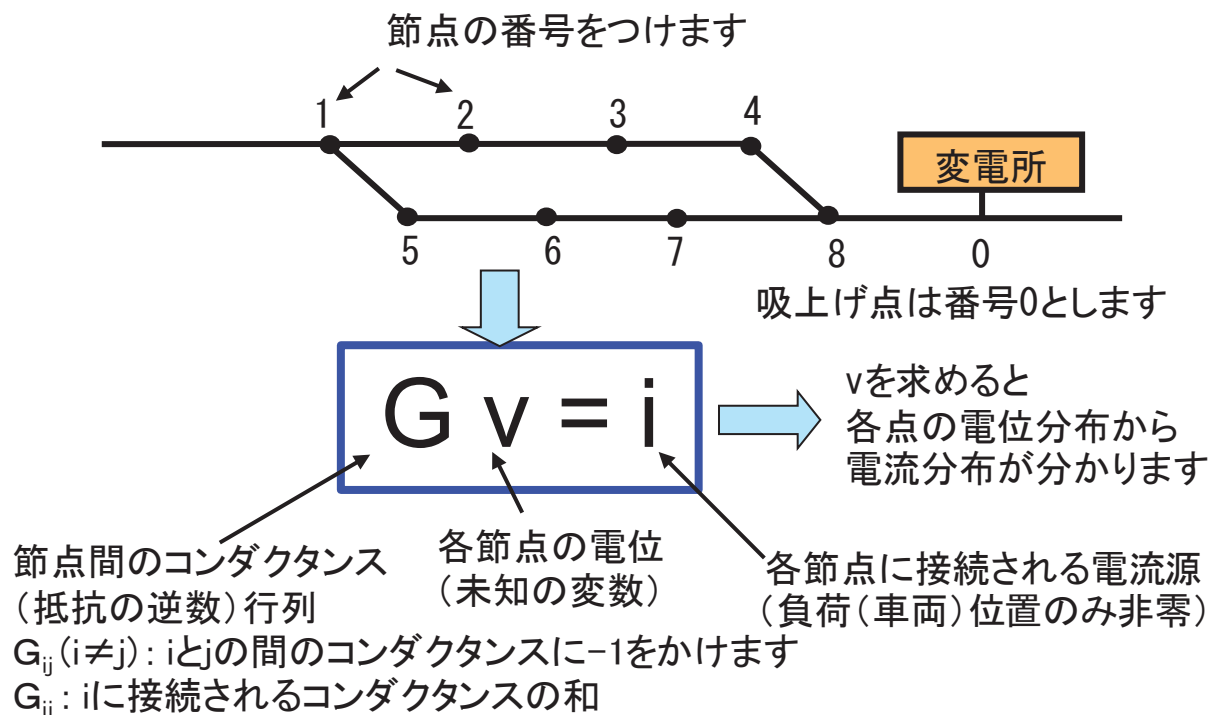 節点の番号をつけます
1 2 3 4
変電所
5 6 7 8 0
吸上げ点は番号0とします
G v = i
vを求めると
各点の電位分布から
電流分布が分かります
節点間のコンダクタンス
（抵抗の逆数）行列
各節点の電位
（未知の変数）
各節点に接続される電流源
（負荷（車両）位置のみ非零）
Gij（i≠j）：iとjの間のコンダクタンスに-1をかけます
Gii：iに接続されるコンダクタンスの和